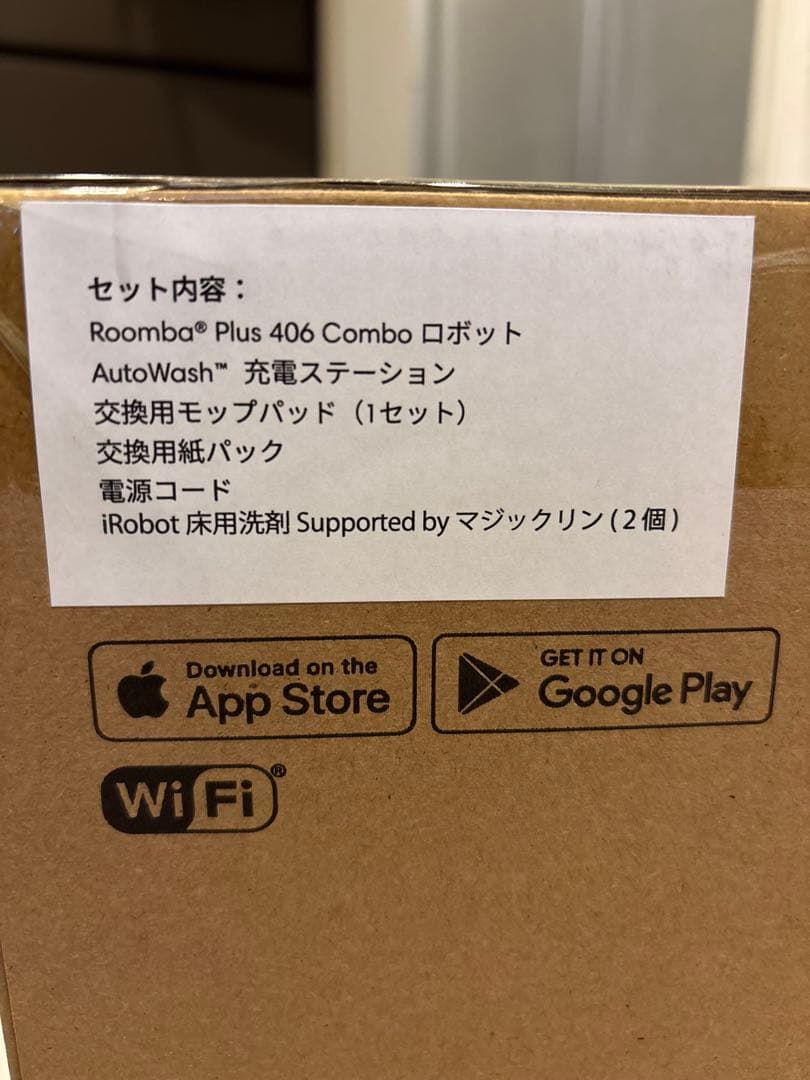 セット内容：
Roomba® Plus 406 Combo ロボット
AutoWash™ 充電ステーション
交換用モップパッド（1セット）
交換用紙パック
電源コード
iRobot 床用洗剤 Supported by マジックリン ( 2 個 )
Download on the
App Store
GET IT ON
Google Play
Wi Fi®